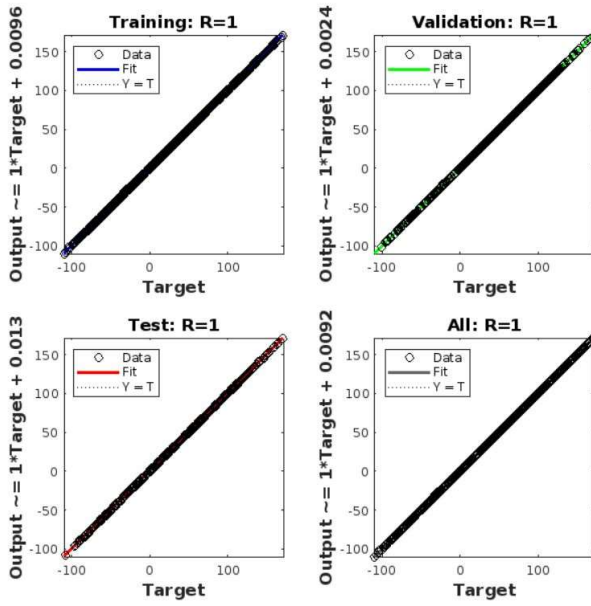 Training: R=1
Output ~= 1*Target + 0.0096
150
100
50
0
-50
-100
Data
Fit
Y = T
-100 0 100
Target
Validation: R=1
Output ~= 1*Target + 0.0024
150
100
50
0
-50
-100
Data
Fit
Y = T
-100 0 100
Target
Test: R=1
Output ~= 1*Target + 0.013
150
100
50
0
-50
-100
Data
Fit
Y = T
-100 0 100
Target
All: R=1
Output ~= 1*Target + 0.0092
150
100
50
0
-50
-100
Data
Fit
Y = T
-100 0 100
Target